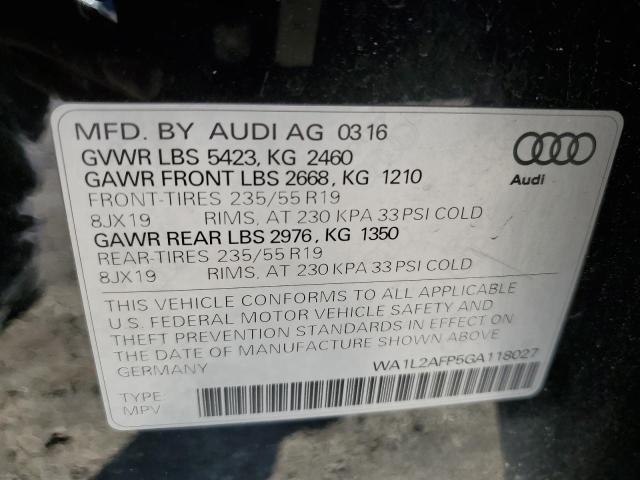 MFD. BY AUDI AG 03 16
GVWR LBS 5423, KG 2460
GAWR FRONT LBS 2668, KG 1210
FRONT-TIRES 235/55 R19
8JX19 RIMS, AT 230 KPA 33 PSI COLD
GAWR REAR LBS 2976, KG 1350
REAR-TIRES 235/55 R19
8JX19 RIMS, AT 230 KPA 33 PSI COLD
Audi
THIS VEHICLE CONFORMS TO ALL APPLICABLE
U.S. FEDERAL MOTOR VEHICLE SAFETY AND
THEFT PREVENTION STANDARDS IN EFFECT ON
THE DATE OF MANUFACTURE SHOWN ABOVE
GERMANY
WA1L2AFP5GA118027
TYPE:
MPV